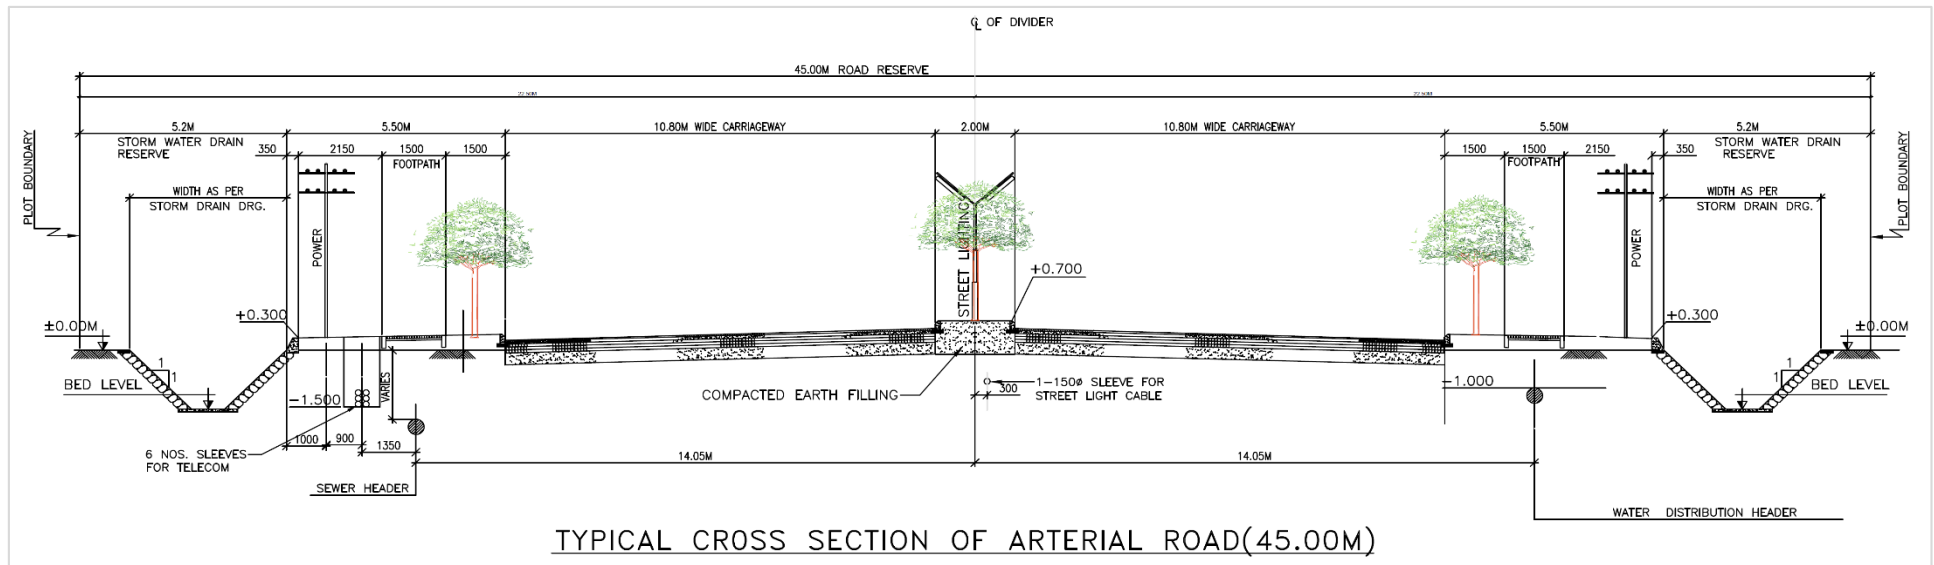 ℄ OF DIVIDER
45.00M ROAD RESERVE
22.50M 22.50M
5.2M 5.50M 10.80M WIDE CARRIAGEWAY 2.00M 10.80M WIDE CARRIAGEWAY 5.50M 5.2M
STORM WATER DRAIN
RESERVE
350 2150 1500 1500
FOOTPATH
1500 1500 2150 350
FOOTPATH
STORM WATER DRAIN
RESERVE
PLOT BOUNDARY
WIDTH AS PER
STORM DRAIN DRG.
POWER
STREET LIGHTINGS
POWER
WIDTH AS PER
STORM DRAIN DRG.
PLOT BOUNDARY
±0.00M
+0.300
+0.700
+0.300
±0.00M
1
1
BED LEVEL
-1.500
VARIES
COMPACTED EARTH FILLING
1-150ø SLEEVE FOR
STREET LIGHT CABLE
300
-1.000
1
1
BED LEVEL
1000 900 1350
6 NOS. SLEEVES
FOR TELECOM
14.05M 14.05M
SEWER HEADER
WATER DISTRIBUTION HEADER
TYPICAL CROSS SECTION OF ARTERIAL ROAD(45.00M)